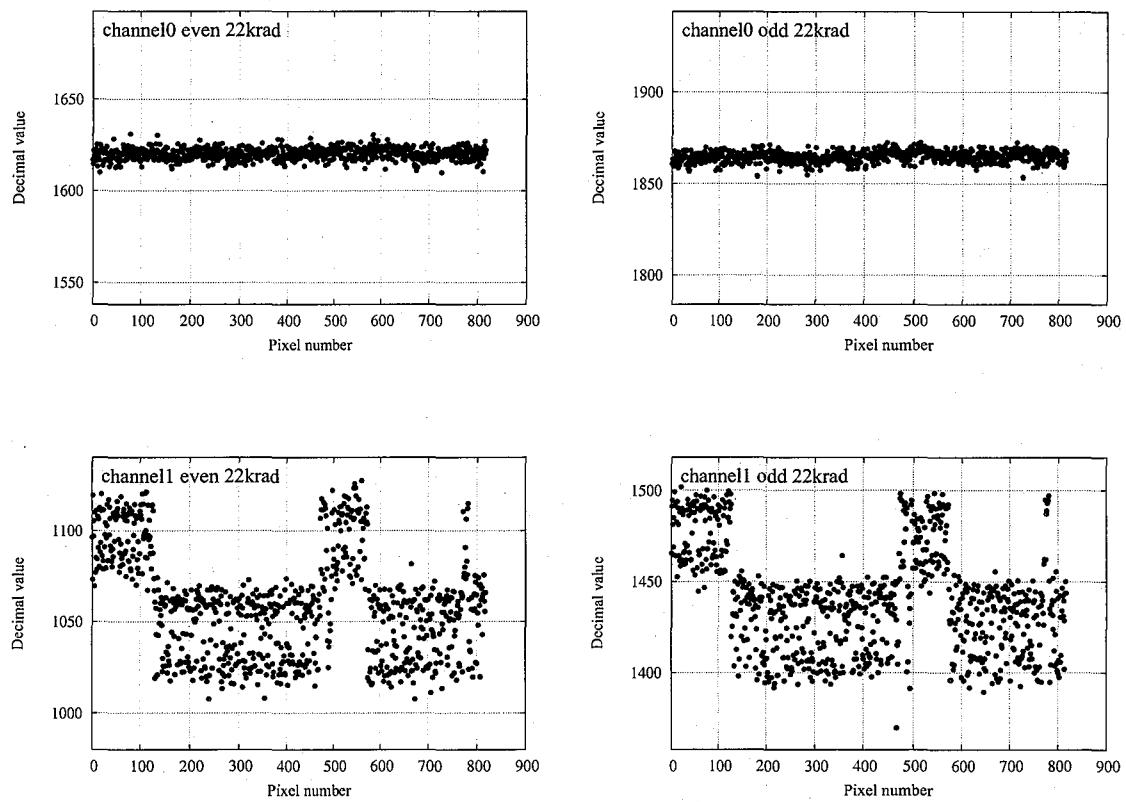 channel0 even 22krad
1650
1600
1550
Decimal value
0 100 200 300 400 500 600 700 800 900
Pixel number
channel0 odd 22krad
1900
1850
1800
Decimal value
0 100 200 300 400 500 600 700 800 900
Pixel number
channel1 even 22krad
1100
1050
1000
Decimal value
0 100 200 300 400 500 600 700 800 900
Pixel number
channel1 odd 22krad
1500
1450
1400
Decimal value
0 100 200 300 400 500 600 700 800 900
Pixel number